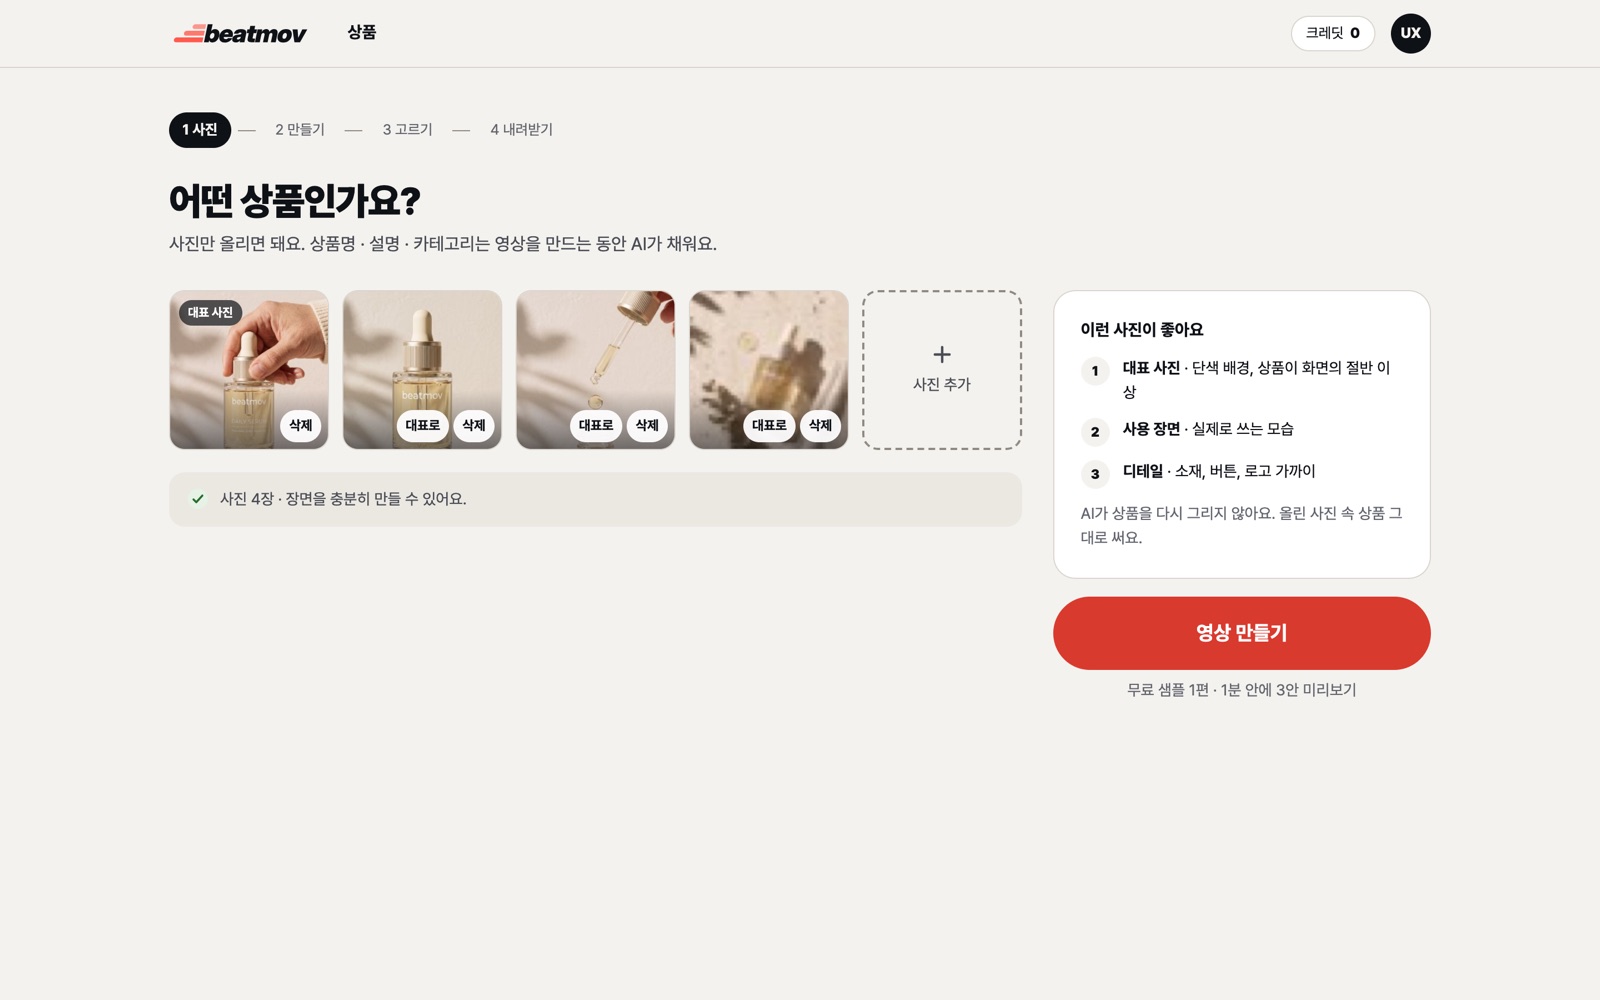 beatmov
상품
크레딧 0
UX
1 사진
2 만들기
3 고르기
4 내려받기
어떤 상품인가요?
사진만 올리면 돼요. 상품명 · 설명 · 카테고리는 영상을 만드는 동안 AI가 채워요.
대표 사진
beatmov
삭제
beatmov
대표로
삭제
대표로
삭제
대표로
삭제
+
사진 추가
사진 4장 · 장면을 충분히 만들 수 있어요.
이런 사진이 좋아요
1 대표 사진 · 단색 배경, 상품이 화면의 절반 이
상
2 사용 장면 · 실제로 쓰는 모습
3 디테일 · 소재, 버튼, 로고 가까이
AI가 상품을 다시 그리지 않아요. 올린 사진 속 상품 그
대로 써요.
영상 만들기
무료 샘플 1편 · 1분 안에 3안 미리보기